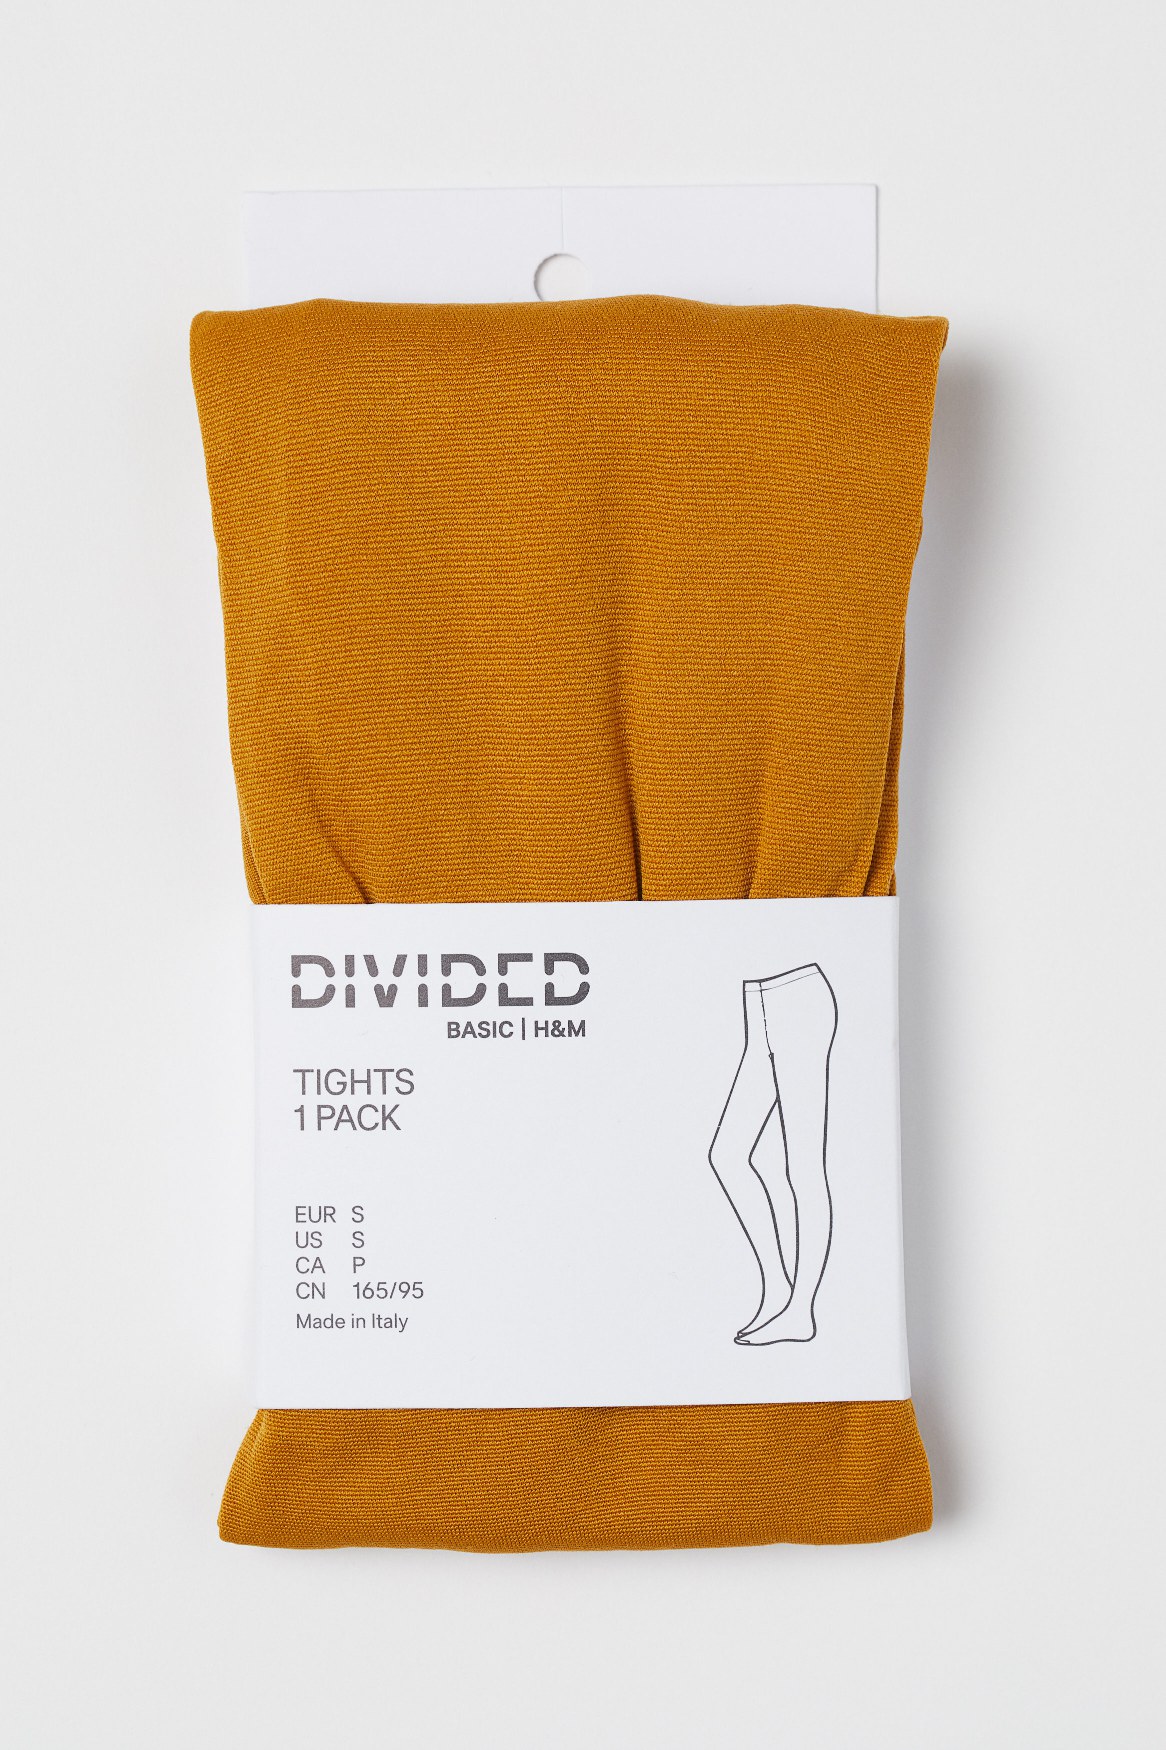 DIVIDED
BASIC | H&M
TIGHTS
1 PACK
EUR S
US S
CA P
CN 165/95
Made in Italy